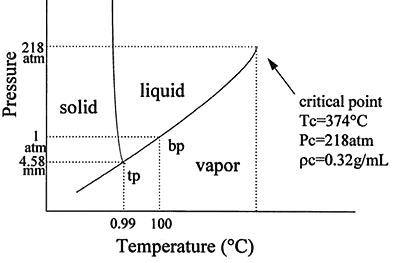 218
atm
Pressure
solid
liquid
critical point
Tc=374°C
Pc=218atm
ρc=0.32g/mL
1
atm
bp
4.58
mm
tp
vapor
0.99
100
Temperature (°C)